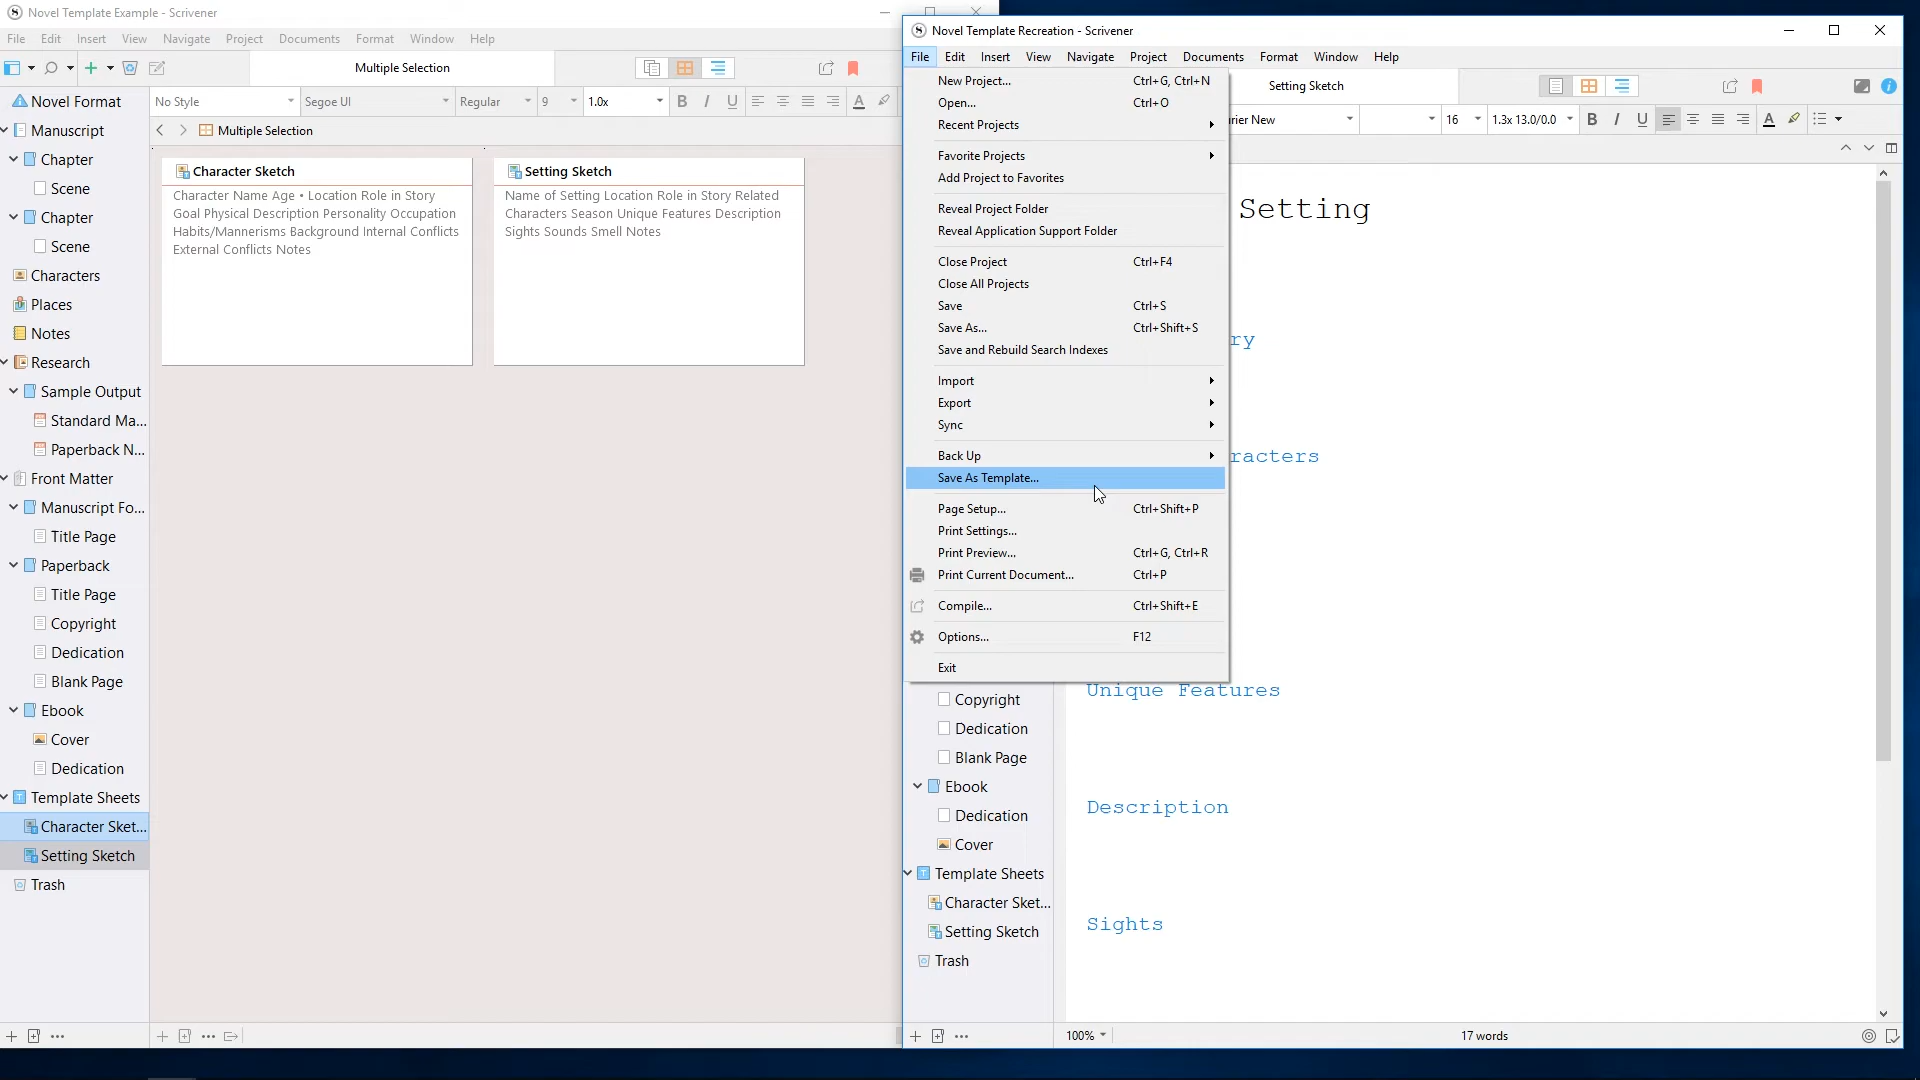 Novel Template Example - Scrivener
File Edit Insert View Navigate Project Documents Format Window Help
Multiple Selection
No Style Segoe UI Regular 9 1.0x B I U A
Multiple Selection
Novel Format
Manuscript
Chapter
Scene
Chapter
Scene
Characters
Places
Notes
Research
Sample Output
Standard Ma...
Paperback N...
Front Matter
Manuscript Fo...
Title Page
Paperback
Title Page
Copyright
Dedication
Blank Page
Ebook
Cover
Dedication
Template Sheets
Character Sket...
Setting Sketch
Trash
Character Sketch
Character Name Age • Location Role in Story
Goal Physical Description Personality Occupation
Habits/Mannerisms Background Internal Conflicts
External Conflicts Notes
Setting Sketch
Name of Setting Location Role in Story Related
Characters Season Unique Features Description
Sights Sounds Smell Notes
Novel Template Recreation - Scrivener
File Edit Insert View Navigate Project Documents Format Window Help
Setting Sketch
rier New 16 1.3x 13.0/0.0 B I U A
New Project... Ctrl+G, Ctrl+N
Open... Ctrl+O
Recent Projects
Favorite Projects
Add Project to Favorites
Reveal Project Folder
Reveal Application Support Folder
Close Project Ctrl+F4
Close All Projects
Save Ctrl+S
Save As... Ctrl+Shift+S
Save and Rebuild Search Indexes
Import
Export
Sync
Back Up
Save As Template...
Page Setup... Ctrl+Shift+P
Print Settings...
Print Preview... Ctrl+G, Ctrl+R
Print Current Document... Ctrl+P
Compile... Ctrl+Shift+E
Options... F12
Exit
Copyright
Dedication
Blank Page
Ebook
Dedication
Cover
Template Sheets
Character Sket...
Setting Sketch
Trash
Setting
ry
racters
Unique Features
Description
Sights
100% 17 words